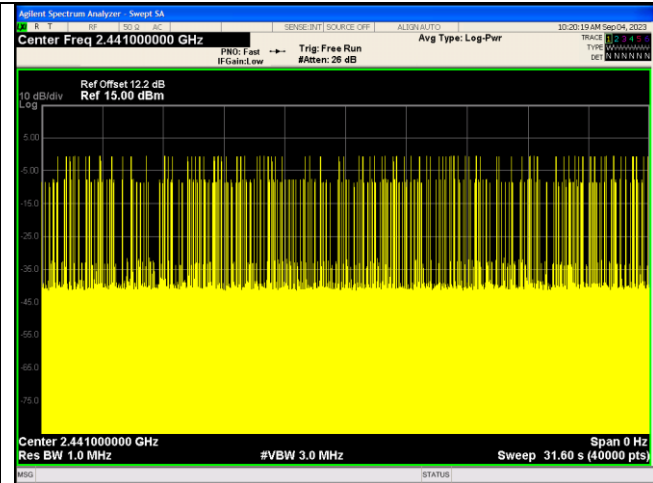 Agilent Spectrum Analyzer - Swept SA
R T RF 50 Ω AC SENSE:INT SOURCE OFF ALIGN AUTO 10:20:19 AM Sep 04, 2023
Center Freq 2.441000000 GHz
PNO: Fast
IFGain:Low
Trig: Free Run
#Atten: 26 dB
Avg Type: Log-Pwr
TRACE 1 2 3 4 5 6
TYPE W
DET N N N N N N
Ref Offset 12.2 dB
10 dB/div Ref 15.00 dBm
Log
5.00
-5.00
-15.0
-25.0
-35.0
-45.0
-55.0
-65.0
-75.0
Center 2.441000000 GHz Span 0 Hz
Res BW 1.0 MHz #VBW 3.0 MHz Sweep 31.60 s (40000 pts)
MSG STATUS